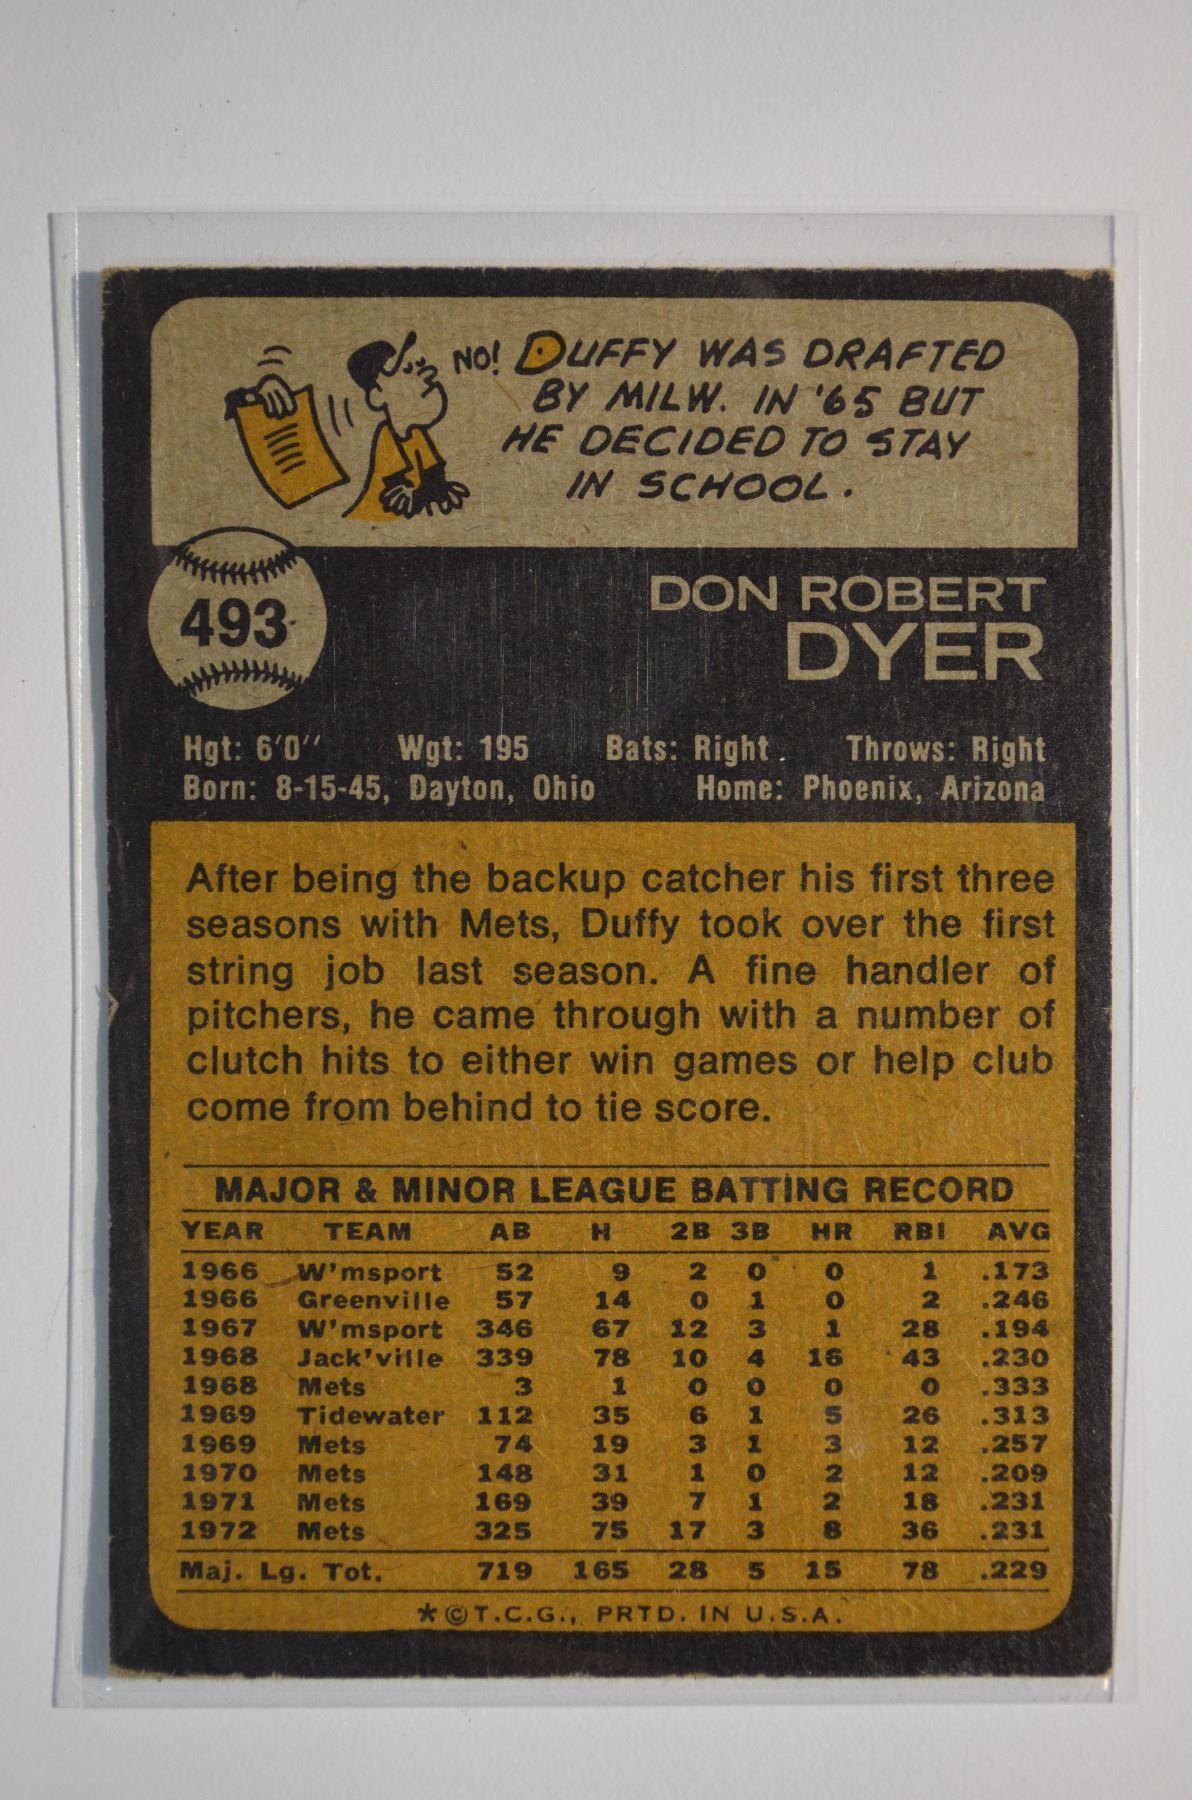 NO! DUFFY WAS DRAFTED
BY MILW. IN '65 BUT
HE DECIDED TO STAY
IN SCHOOL.
493
DON ROBERT
DYER
Hgt: 6'0" Wgt: 195 Bats: Right Throws: Right
Born: 8-15-45, Dayton, Ohio Home: Phoenix, Arizona
After being the backup catcher his first three
seasons with Mets, Duffy took over the first
string job last season. A fine handler of
pitchers, he came through with a number of
clutch hits to either win games or help club
come from behind to tie score.
MAJOR & MINOR LEAGUE BATTING RECORD
YEAR TEAM AB H 2B 3B HR RBI AVG
1966 W'msport 52 9 2 0 0 1 .173
1966 Greenville 57 14 0 1 0 2 .246
1967 W'msport 346 67 12 3 1 28 .194
1968 Jack'ville 339 78 10 4 16 43 .230
1968 Mets 3 1 0 0 0 0 .333
1969 Tidewater 112 35 6 1 5 26 .313
1969 Mets 74 19 3 1 3 12 .257
1970 Mets 148 31 1 0 2 12 .209
1971 Mets 169 39 7 1 2 18 .231
1972 Mets 325 75 17 3 8 36 .231
Maj. Lg. Tot. 719 165 28 5 15 78 .229
*©T.C.G., PRTD. IN U.S.A.